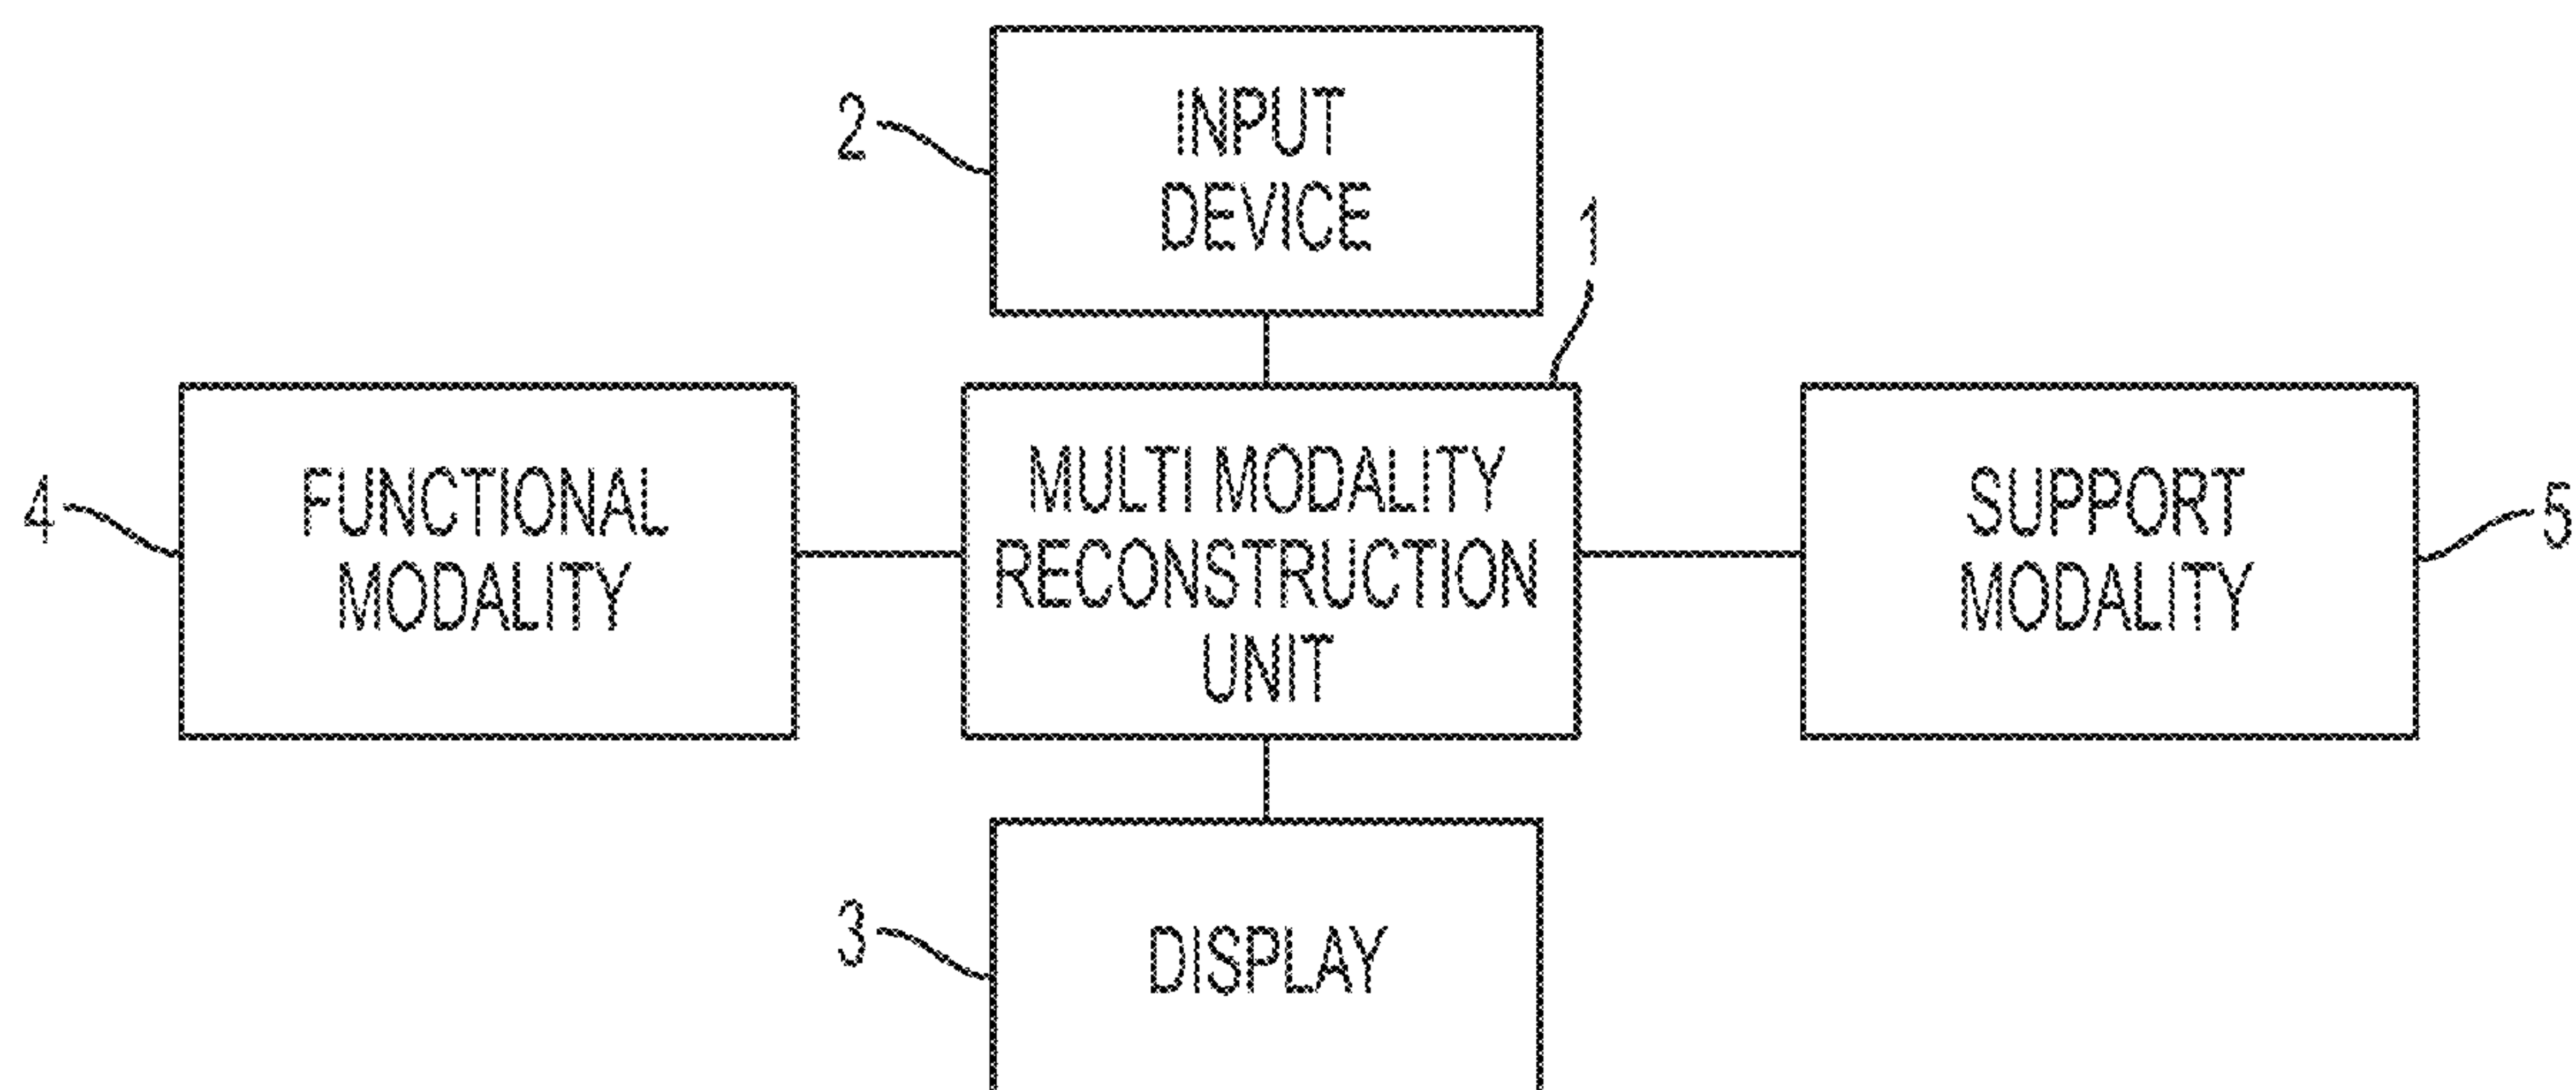 2
INPUT
DEVICE
1
4
FUNCTIONAL
MODALITY
MULTI MODALITY
RECONSTRUCTION
UNIT
SUPPORT
MODALITY
5
3
DISPLAY